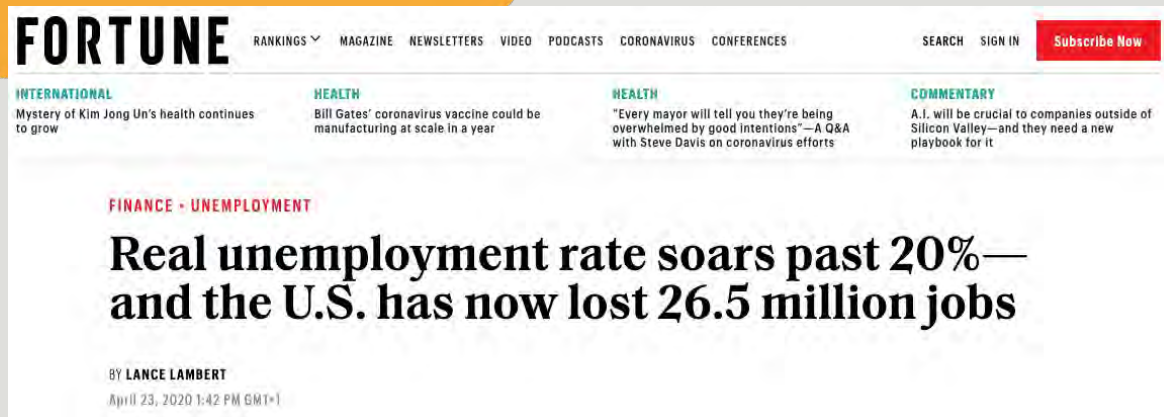 FORTUNE
RANKINGS MAGAZINE NEWSLETTERS VIDEO PODCASTS CORONAVIRUS CONFERENCES SEARCH SIGN IN Subscribe Now
INTERNATIONAL
Mystery of Kim Jong Un's health continues
to grow
HEALTH
Bill Gates' coronavirus vaccine could be
manufacturing at scale in a year
HEALTH
"Every mayor will tell you they're being
overwhelmed by good intentions"—A Q&A
with Steve Davis on coronavirus efforts
COMMENTARY
A.I. will be crucial to companies outside of
Silicon Valley—and they need a new
playbook for it
FINANCE • UNEMPLOYMENT
Real unemployment rate soars past 20%—
and the U.S. has now lost 26.5 million jobs
BY LANCE LAMBERT
April 23, 2020 1:42 PM GMT+1